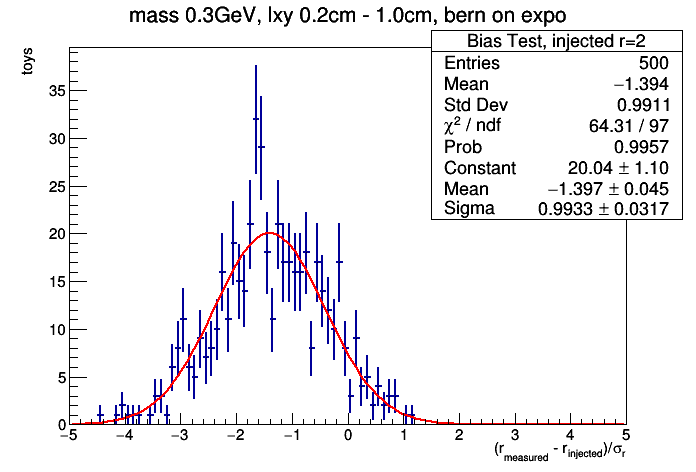 mass 0.3GeV, lxy 0.2cm - 1.0cm, bern on expo
toys
Bias Test, injected r=2
Entries 500
Mean −1.394
Std Dev 0.9911
χ² / ndf 64.31 / 97
Prob 0.9957
Constant 20.04 ± 1.10
Mean −1.397 ± 0.045
Sigma 0.9933 ± 0.0317
35
30
25
20
15
10
5
0
−5 −4 −3 −2 −1 0 1 2 3 4 5
(r_measured - r_injected)/σ_r